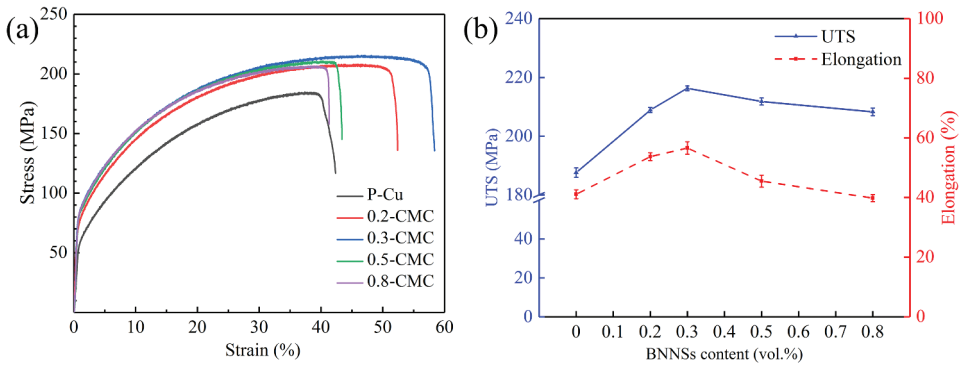 (a)
250
200
150
100
50
0
10
20
30
40
50
60
Stress (MPa)
Strain (%)
P-Cu
0.2-CMC
0.3-CMC
0.5-CMC
0.8-CMC
(b)
240
220
200
180
40
20
0
UTS (MPa)
UTS
Elongation
100
80
60
40
20
0
Elongation (%)
0
0.1
0.2
0.3
0.5
0.6
0.7
0.8
BNNSs content (vol.%)